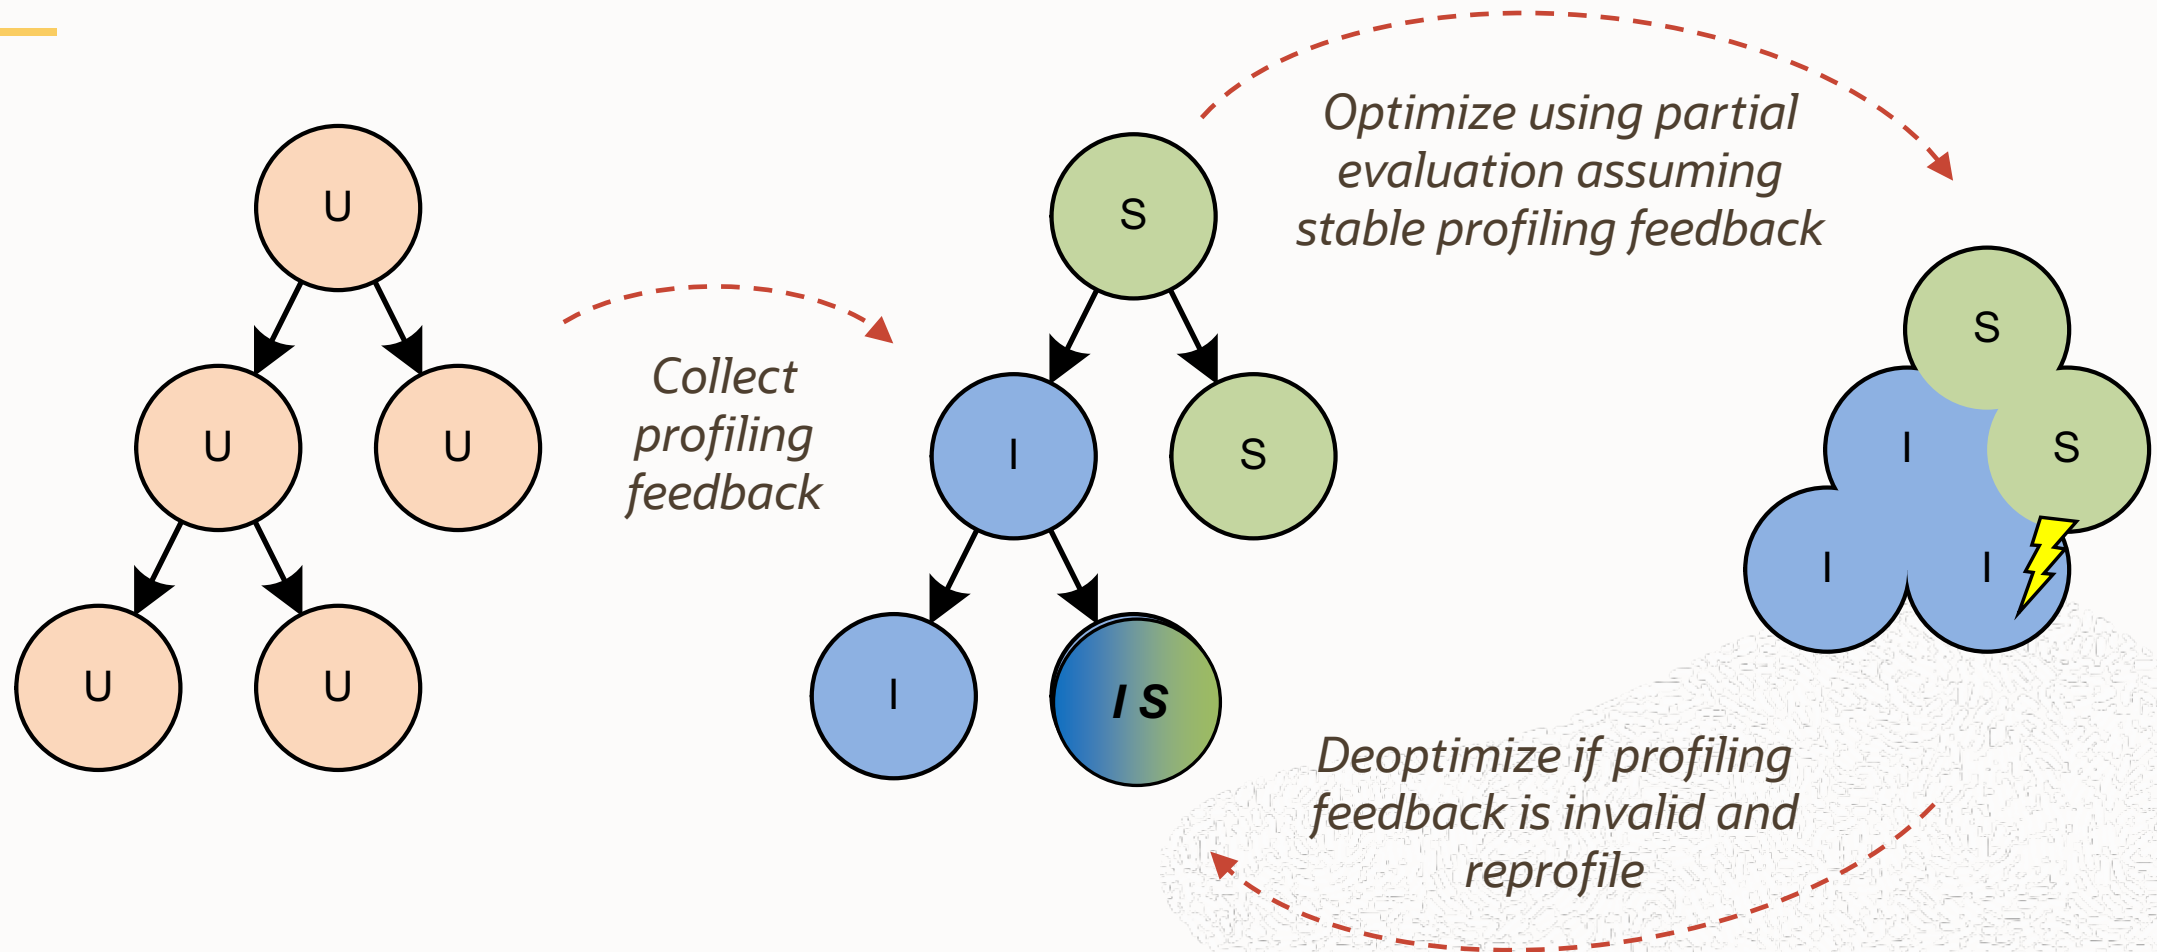 U
U
U
U
U
Collect
profiling
feedback
S
I
S
I
I S
Optimize using partial
evaluation assuming
stable profiling feedback
S
I
S
I
I
Deoptimize if profiling
feedback is invalid and
reprofile